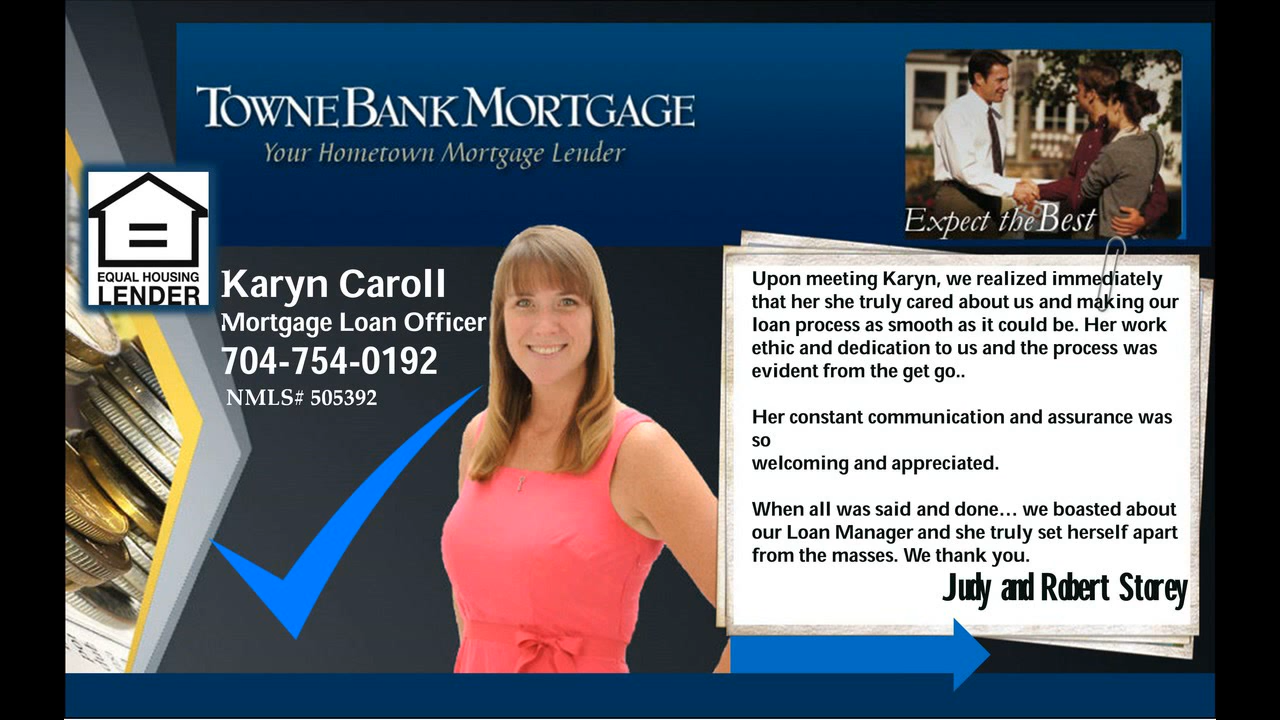 TOWNEBANK MORTGAGE
Your Hometown Mortgage Lender
EQUAL HOUSING
LENDER
Expect the Best
Karyn Caroll
Mortgage Loan Officer
704-754-0192
NMLS# 505392
Upon meeting Karyn, we realized immediately
that her she truly cared about us and making our
loan process as smooth as it could be. Her work
ethic and dedication to us and the process was
evident from the get go..
Her constant communication and assurance was
so
welcoming and appreciated.
When all was said and done... we boasted about
our Loan Manager and she truly set herself apart
from the masses. We thank you.
Judy and Robert Storey